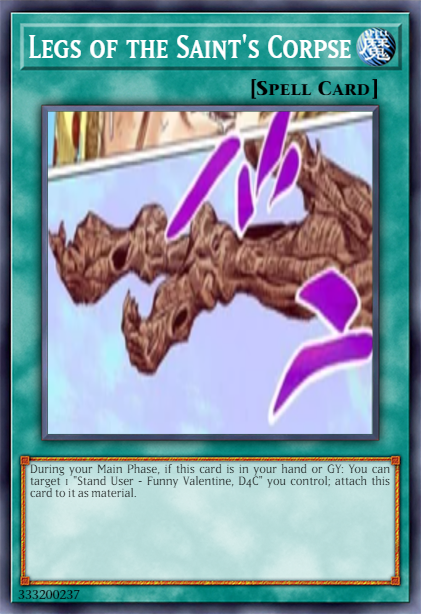 Legs of the Saint's Corpse 魔
[Spell Card]
During your Main Phase, if this card is in your hand or GY: You can
target 1 "Stand User - Funny Valentine, D4C" you control; attach this
card to it as material.
333200237